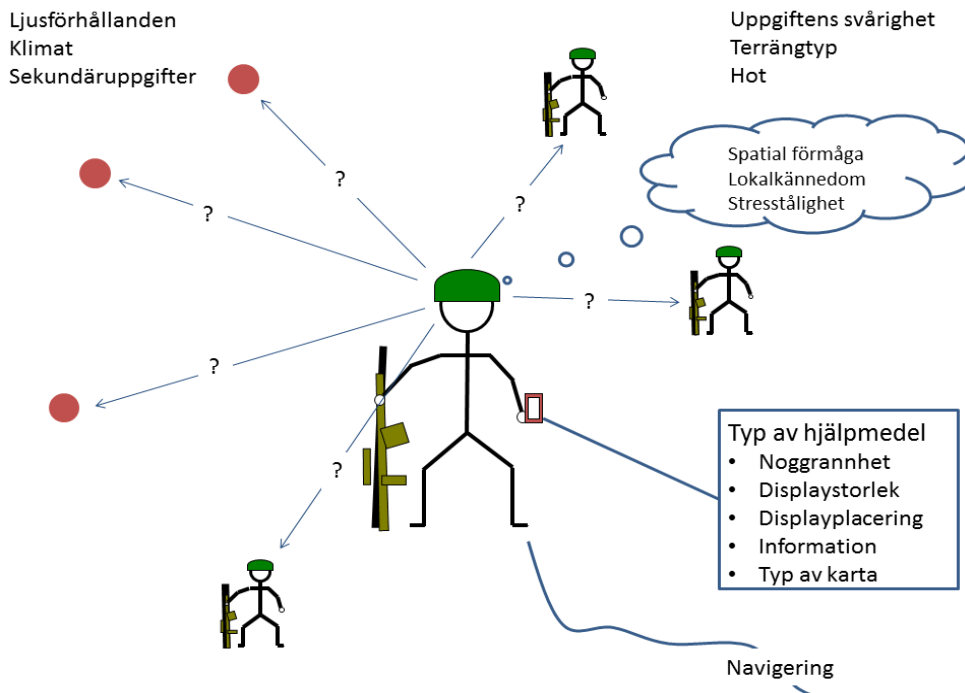 Ljusförhållanden
Klimat
Sekundäruppgifter
Uppgiftens svårighet
Terrängtyp
Hot
Spatial förmåga
Lokalkännedom
Stresstålighet
?
?
?
?
?
?
Typ av hjälpmedel
• Noggrannhet
• Displaystorlek
• Displayplacering
• Information
• Typ av karta
Navigering